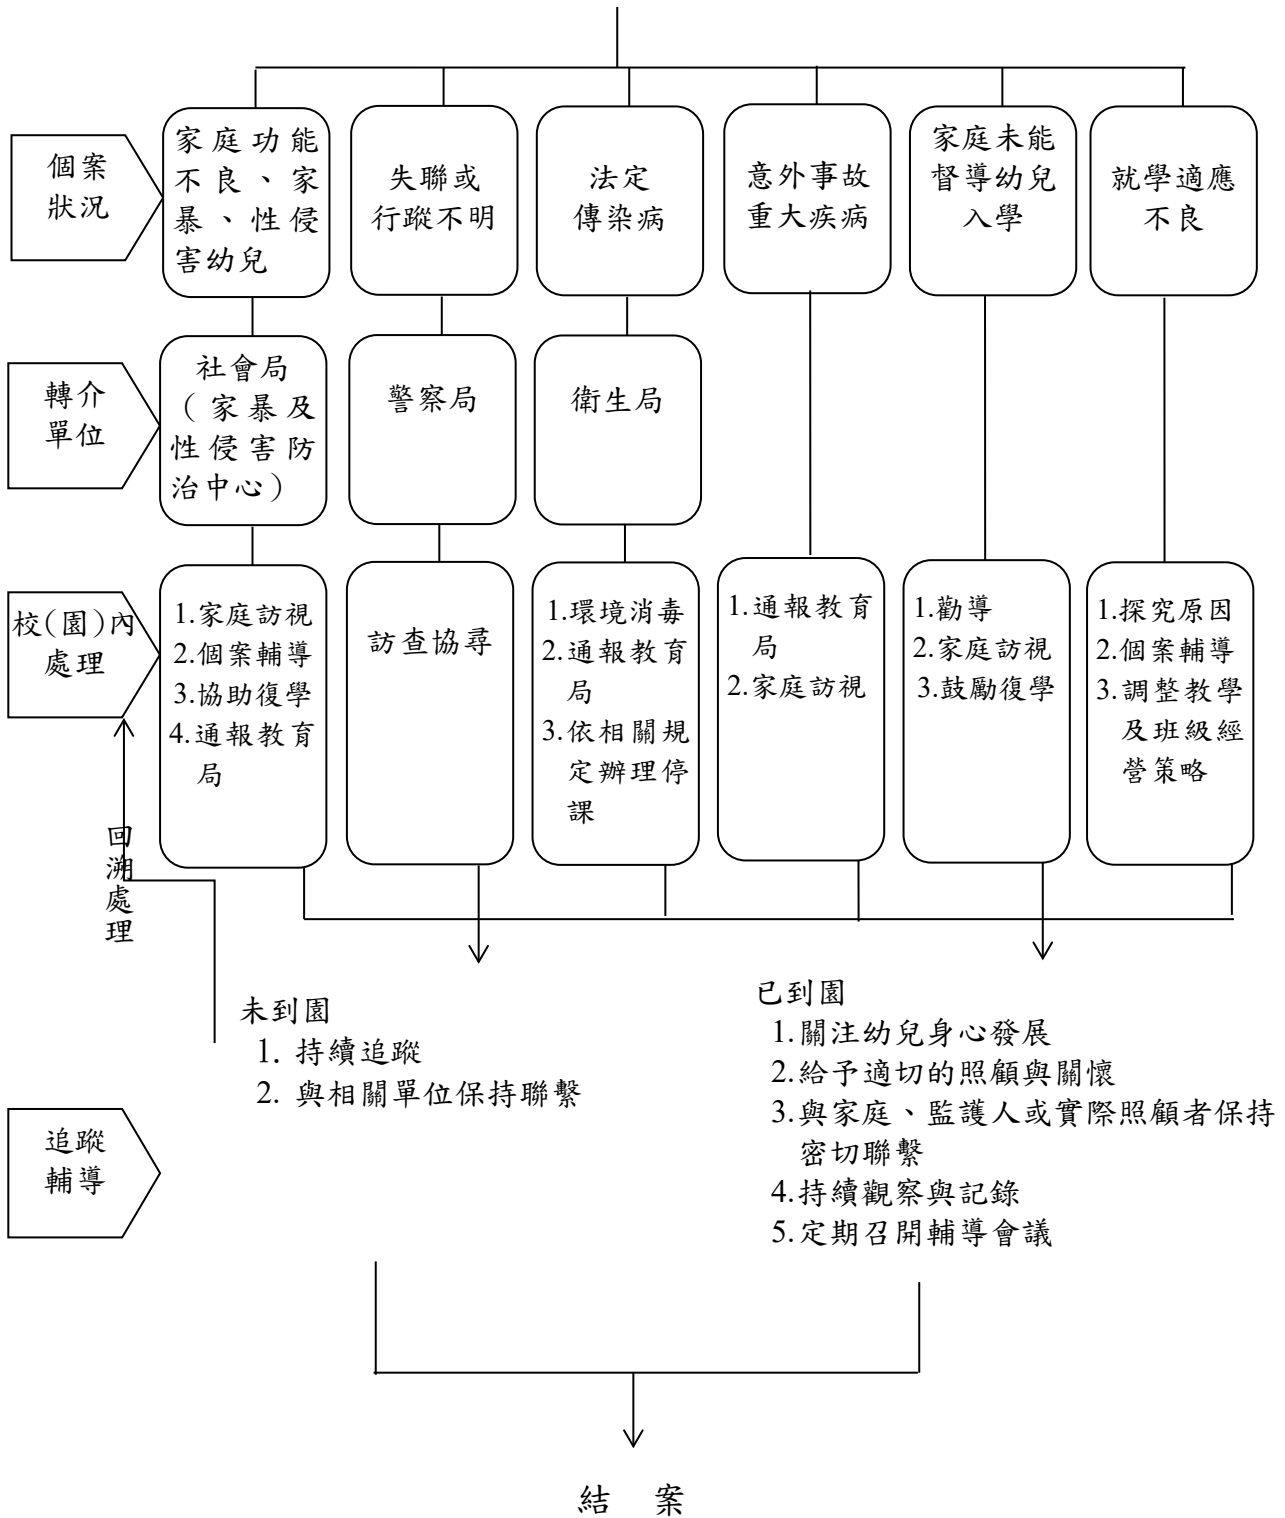 個案
狀況
家庭功能
不良、家
暴、性侵
害幼兒
失聯或
行蹤不明
法定
傳染病
意外事故
重大疾病
家庭未能
督導幼兒
入學
就學適應
不良
轉介
單位
社會局
（家暴及
性侵害防
治中心）
警察局
衛生局
校(園)內
處理
1.家庭訪視
2.個案輔導
3.協助復學
4.通報教育
局
訪查協尋
1.環境消毒
2.通報教育
局
3.依相關規
定辦理停
課
1.通報教育
局
2.家庭訪視
1.勸導
2.家庭訪視
3.鼓勵復學
1.探究原因
2.個案輔導
3.調整教學
及班級經
營策略
回溯處理
未到園
1. 持續追蹤
2. 與相關單位保持聯繫
已到園
1.關注幼兒身心發展
2.給予適切的照顧與關懷
3.與家庭、監護人或實際照顧者保持
密切聯繫
4.持續觀察與記錄
5.定期召開輔導會議
追蹤
輔導
結 案